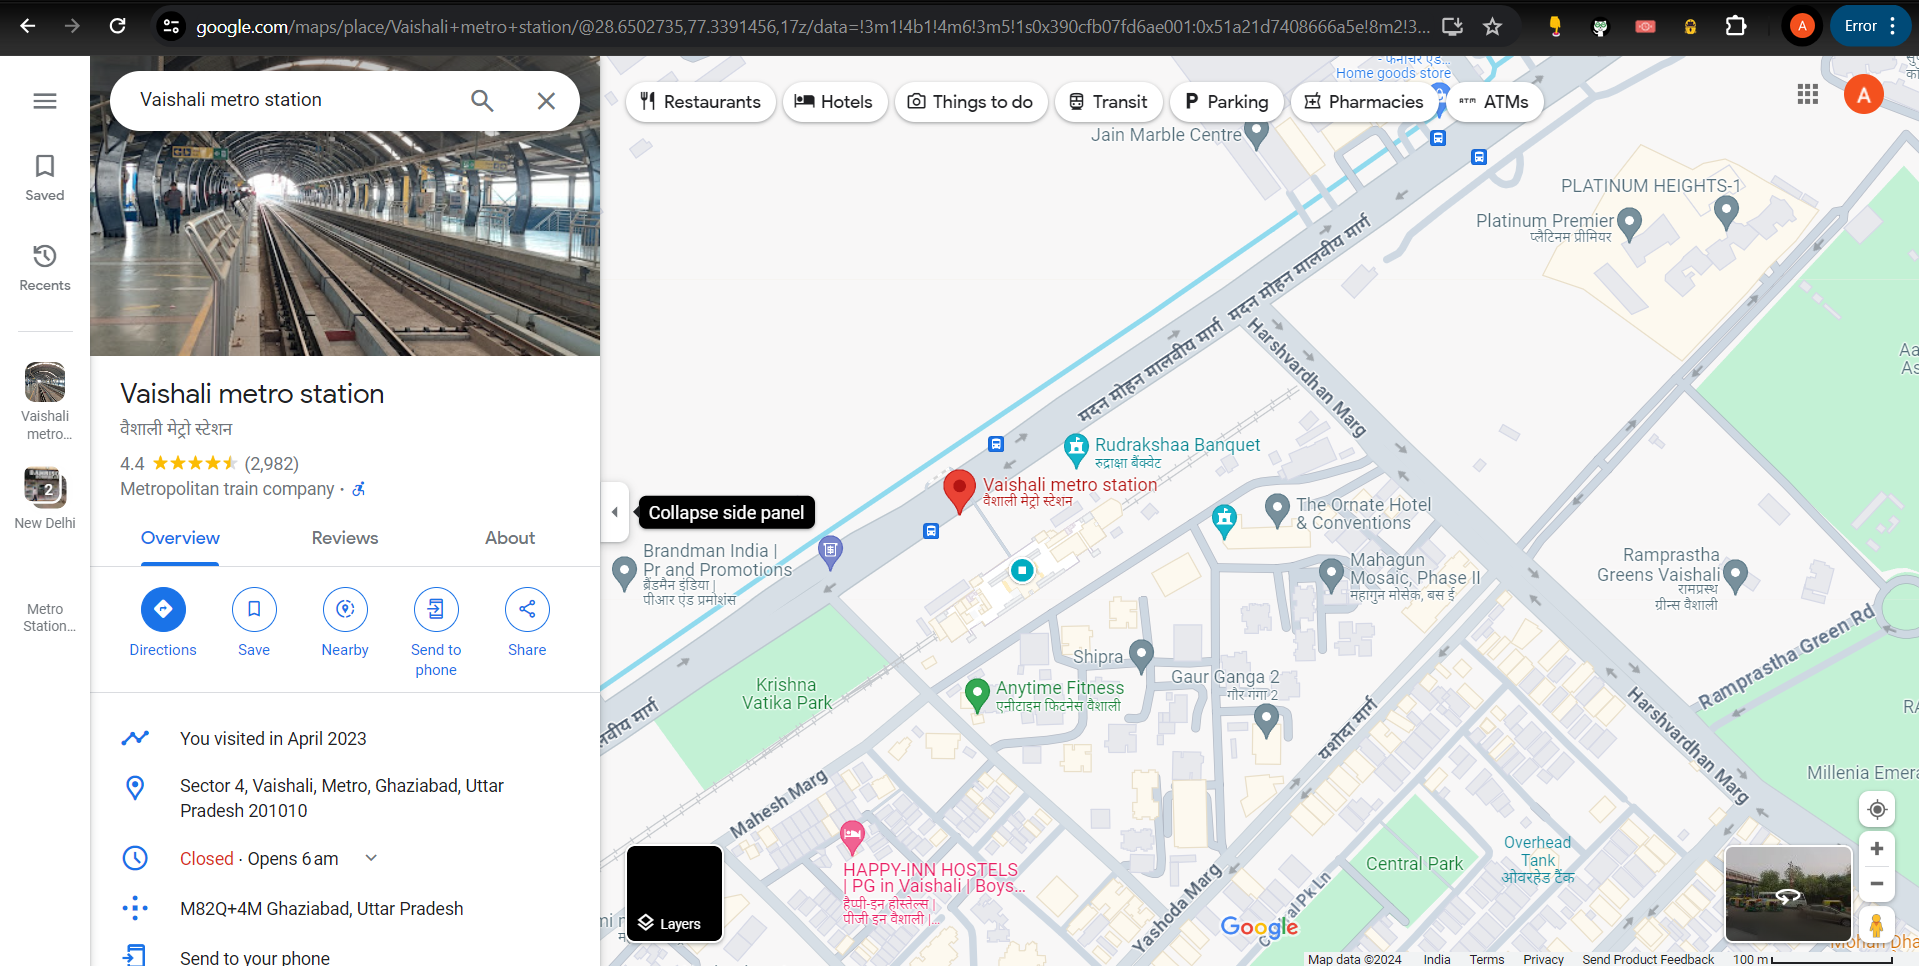 google.com/maps/place/Vaishali+metro+station/@28.6502735,77.3391456,17z/data=!3m1!4b1!4m6!3m5!1s0x390cfb07fd6ae001:0x51a21d7408666a5e!8m2!3...
A
Error
Vaishali metro station
Saved
Recents
Vaishali
metro...
2
New Delhi
Metro
Station...
Vaishali metro station
वैशाली मेट्रो स्टेशन
4.4 (2,982)
Metropolitan train company ·
Overview
Reviews
About
Directions
Save
Nearby
Send to
phone
Share
You visited in April 2023
Sector 4, Vaishali, Metro, Ghaziabad, Uttar
Pradesh 201010
Closed · Opens 6 am
M82Q+4M Ghaziabad, Uttar Pradesh
Send to your phone
Collapse side panel
Restaurants
Hotels
Things to do
Transit
P Parking
Pharmacies
ATM ATMs
A
Home goods store
Jain Marble Centre
PLATINUM HEIGHTS-1
Platinum Premier
प्लैटिनम प्रीमियर
मदन मोहन मालवीय मार्ग
मदन मोहन मालवीय मार्ग
Harshvardhan Marg
Rudrakshaa Banquet
रुद्राक्षा बैंक्वेट
Vaishali metro station
वैशाली मेट्रो स्टेशन
The Ornate Hotel
& Conventions
Brandman India |
Pr and Promotions
ब्रैंडमैन इंडिया |
पीआर एंड प्रमोशंस
Mahagun
Mosaic, Phase II
महागुन मोसेक, बस ई
Ramprastha
Greens Vaishali
रामप्रस्थ
ग्रीन्स वैशाली
Ramprastha Green Rd
Shipra
Gaur Ganga 2
गौर गंगा 2
Krishna
Vatika Park
Anytime Fitness
एनीटाइम फिटनेस वैशाली
यशोदा मार्ग
Harshvardhan Marg
Millenia Emera
Mahesh Marg
HAPPY-INN HOSTELS
| PG in Vaishali | Boys...
हैप्पी-इन होस्टेल्स |
पीजी इन वैशाली |...
Central Park
Overhead
Tank
ओवरहेड टैंक
Yashoda Marg
Layers
Google
Map data ©2024
India
Terms
Privacy
Send Product Feedback
100 m